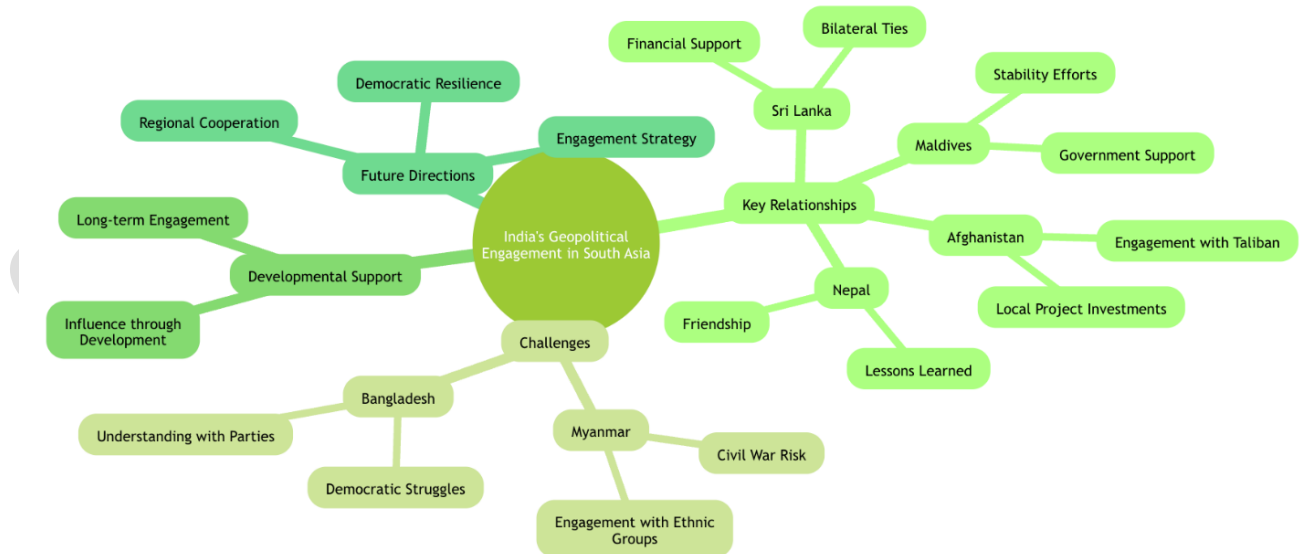 India's Geopolitical
Engagement in South Asia
Key Relationships
Sri Lanka
Financial Support
Bilateral Ties
Maldives
Stability Efforts
Government Support
Afghanistan
Engagement with Taliban
Local Project Investments
Nepal
Friendship
Lessons Learned
Challenges
Bangladesh
Understanding with Parties
Democratic Struggles
Myanmar
Civil War Risk
Engagement with Ethnic
Groups
Developmental Support
Long-term Engagement
Influence through
Development
Future Directions
Regional Cooperation
Democratic Resilience
Engagement Strategy